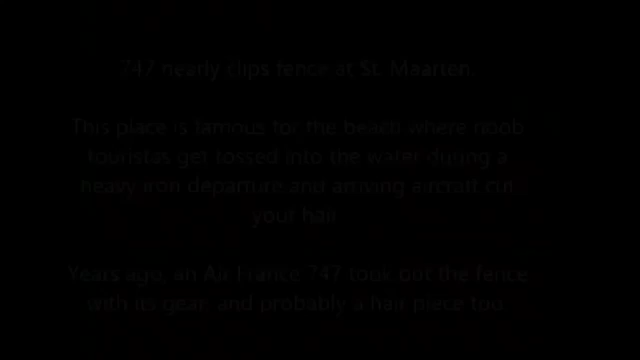 747 nearly clips fence at St. Maarten.
This place is famous for the beach where noob
touristas get tossed into the water during a
heavy iron departure and arriving aircraft cut
your hair
Years ago, an Air France 747 took out the fence
with its gear, and probably a hair piece too